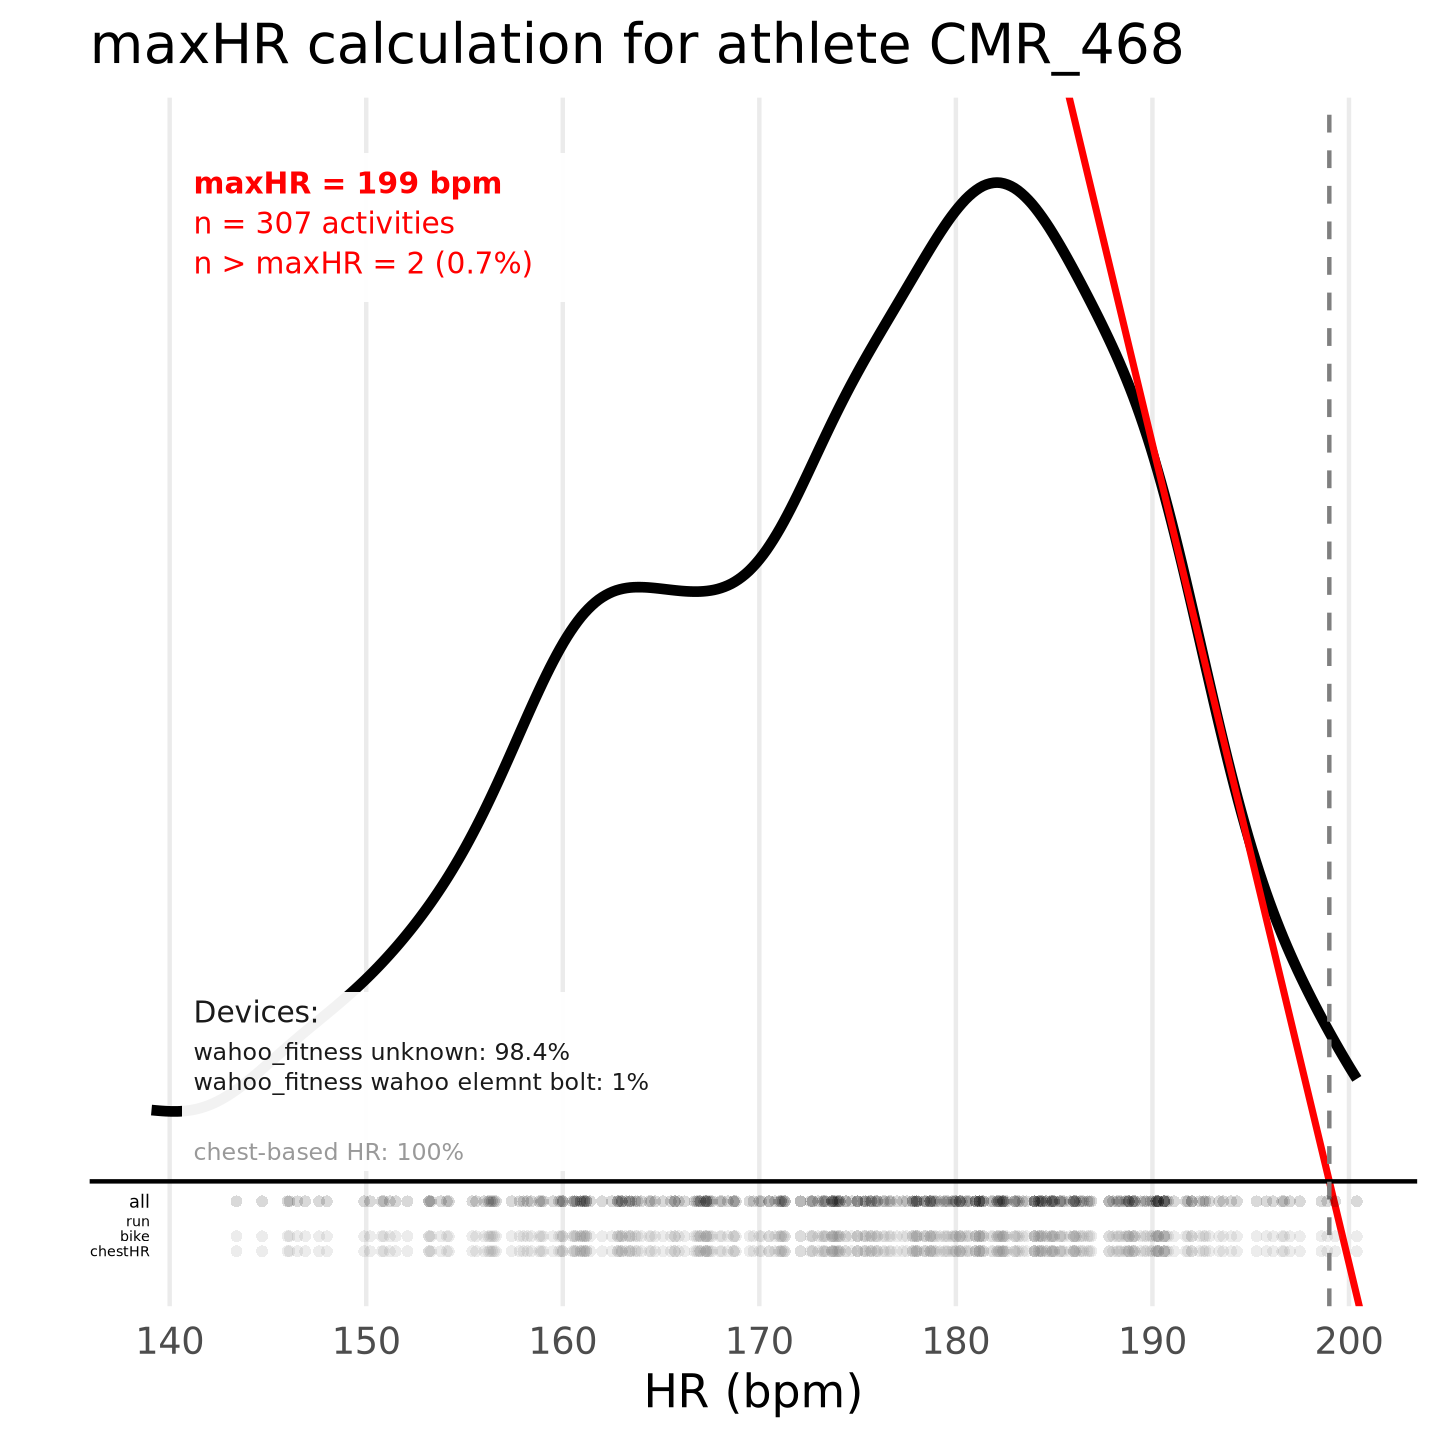 maxHR calculation for athlete CMR_468
maxHR = 199 bpm
n = 307 activities
n > maxHR = 2 (0.7%)
Devices:
wahoo_fitness unknown: 98.4%
wahoo_fitness wahoo elemnt bolt: 1%
chest-based HR: 100%
all
run
bike
chestHR
140 150 160 170 180 190 200
HR (bpm)